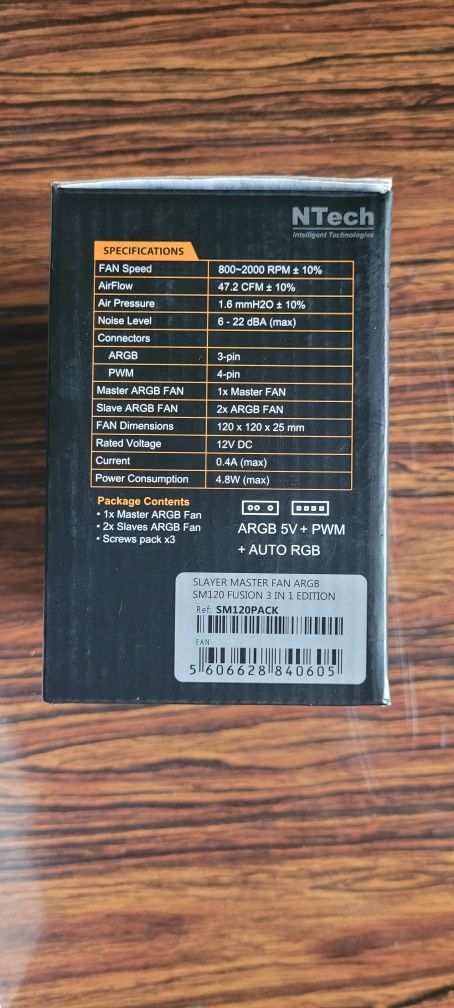 NTech
Intelligent Technologies
SPECIFICATIONS
FAN Speed 800~2000 RPM ± 10%
AirFlow 47.2 CFM ± 10%
Air Pressure 1.6 mmH2O ± 10%
Noise Level 6 - 22 dBA (max)
Connectors
ARGB 3-pin
PWM 4-pin
Master ARGB FAN 1x Master FAN
Slave ARGB FAN 2x ARGB FAN
FAN Dimensions 120 x 120 x 25 mm
Rated Voltage 12V DC
Current 0.4A (max)
Power Consumption 4.8W (max)
Package Contents
• 1x Master ARGB Fan
• 2x Slaves ARGB Fan
• Screws pack x3
ARGB 5V + PWM
+ AUTO RGB
SLAYER MASTER FAN ARGB
SM120 FUSION 3 IN 1 EDITION
Ref: SM120PACK
EAN
5 606628 840605